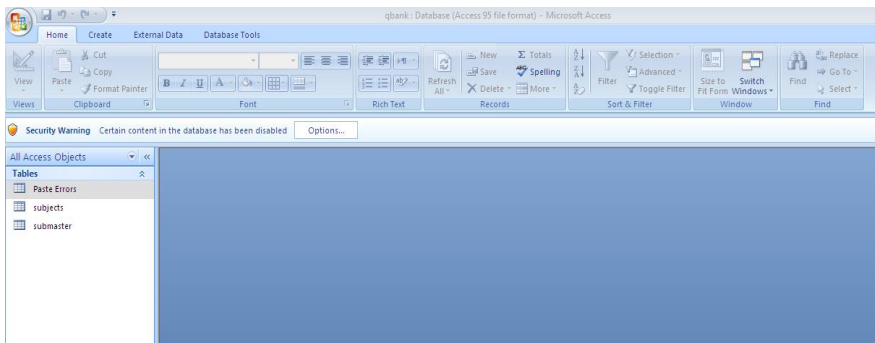 qbank : Database (Access 95 file format) - Microsoft Access
Home Create External Data Database Tools
View
Views
Paste
Cut
Copy
Format Painter
Clipboard
B I U A
Font
Rich Text
Refresh All
New
Save
Delete
Totals
Spelling
More
Records
Filter
Selection
Advanced
Toggle Filter
Sort & Filter
Size to Fit Form
Switch Windows
Window
Find
Replace
Go To
Select
Find
Security Warning Certain content in the database has been disabled Options...
All Access Objects
Tables
Paste Errors
subjects
submaster